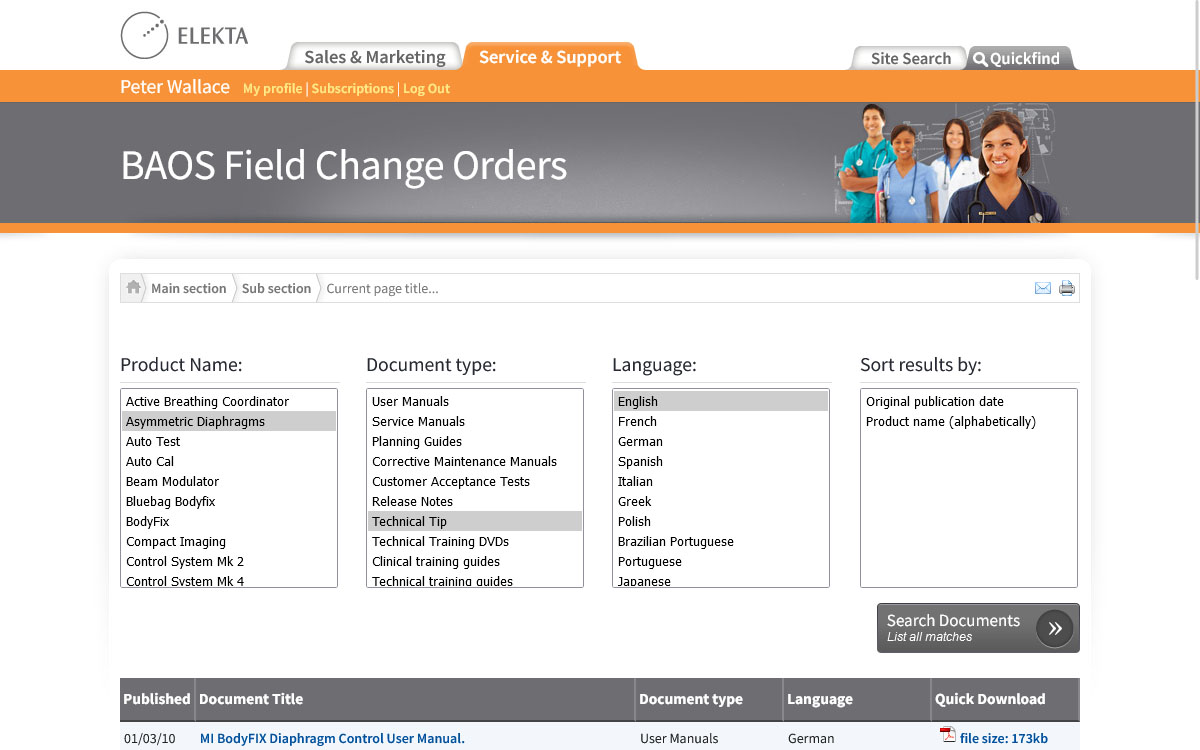 ELEKTA
Sales & Marketing
Service & Support
Site Search
Quickfind
Peter Wallace
My profile | Subscriptions | Log Out
BAOS Field Change Orders
Main section
Sub section
Current page title...
Product Name:
Document type:
Language:
Sort results by:
Active Breathing Coordinator
Asymmetric Diaphragms
Auto Test
Auto Cal
Beam Modulator
Bluebag Bodyfix
BodyFix
Compact Imaging
Control System Mk 2
Control System Mk 4
User Manuals
Service Manuals
Planning Guides
Corrective Maintenance Manuals
Customer Acceptance Tests
Release Notes
Technical Tip
Technical Training DVDs
Clinical training guides
Technical training guides
English
French
German
Spanish
Italian
Greek
Polish
Brazilian Portuguese
Portuguese
Japanese
Original publication date
Product name (alphabetically)
Search Documents
List all matches
Published
Document Title
Document type
Language
Quick Download
01/03/10
MI BodyFIX Diaphragm Control User Manual.
User Manuals
German
file size: 173kb